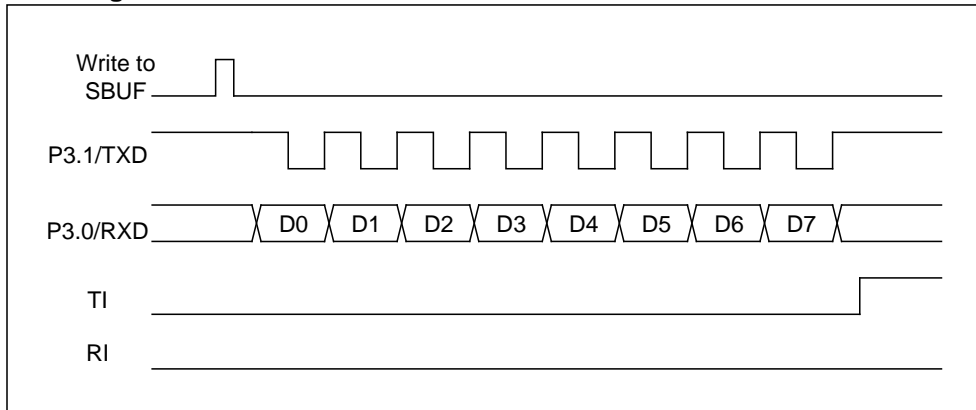 Write to
SBUF
P3.1/TXD
P3.0/RXD D0 D1 D2 D3 D4 D5 D6 D7
TI
RI